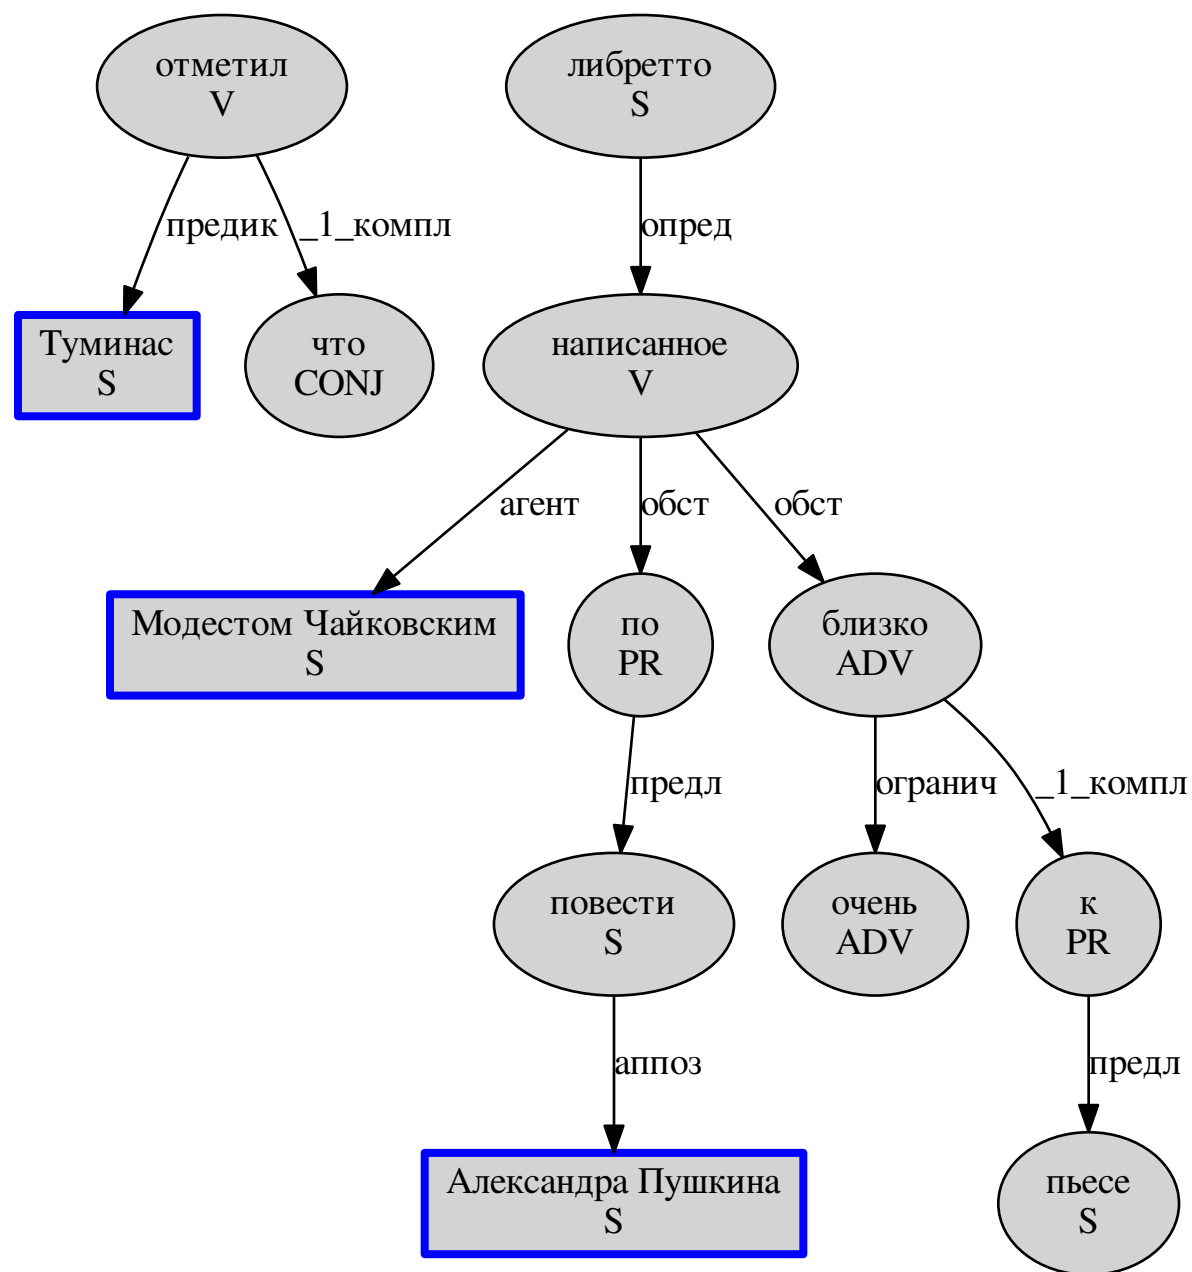 отметил
V
либретто
S
предик
_1_компл
опред
Туминас
S
что
CONJ
написанное
V
агент
обст
обст
Модестом Чайковским
S
по
PR
близко
ADV
предл
огранич
_1_компл
повести
S
очень
ADV
к
PR
аппоз
предл
Александра Пушкина
S
пьесе
S